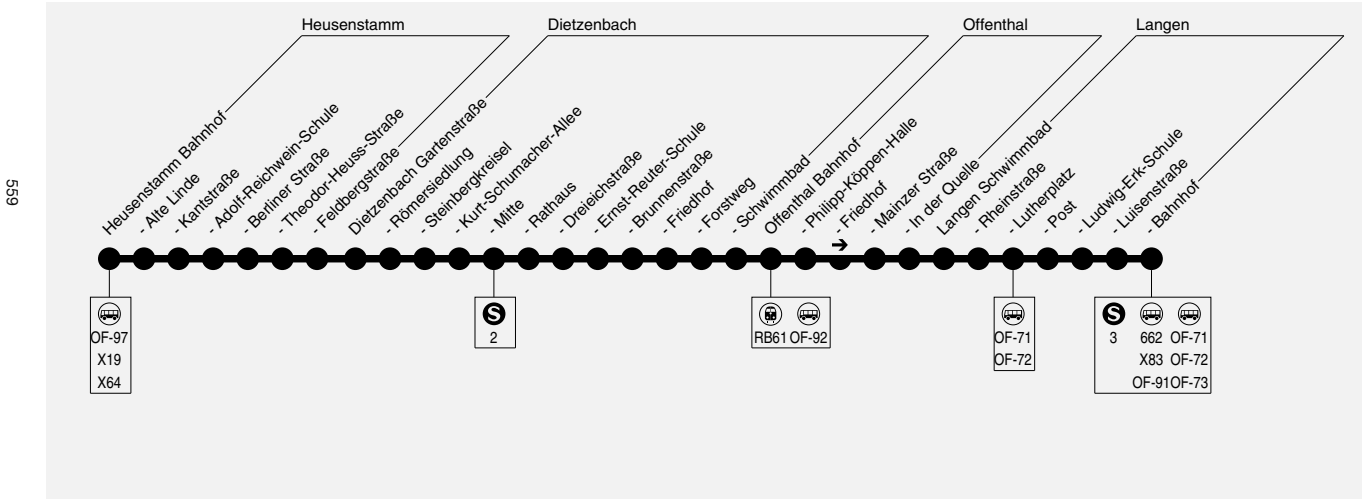 559
Heusenstamm
Dietzenbach
Offenthal
Langen
Heusenstamm Bahnhof
- Alte Linde
- Kantstraße
- Adolf-Reichwein-Schule
- Berliner Straße
- Theodor-Heuss-Straße
- Feldbergstraße
Dietzenbach Gartenstraße
- Römersiedlung
- Steinbergkreisel
- Kurt-Schumacher-Allee
- Mitte
- Rathaus
- Dreieichstraße
- Ernst-Reuter-Schule
- Brunnenstraße
- Friedhof
- Forstweg
- Schwimmbad
Offenthal Bahnhof
- Philipp-Köppen-Halle
- Friedhof
- Mainzer Straße
- In der Quelle
Langen Schwimmbad
- Rheinstraße
- Lutherplatz
- Post
- Ludwig-Erk-Schule
- Luisenstraße
- Bahnhof
OF-97
X19
X64
S
2
RB61 OF-92
OF-71
OF-72
S
3 662 OF-71
X83 OF-72
OF-91 OF-73